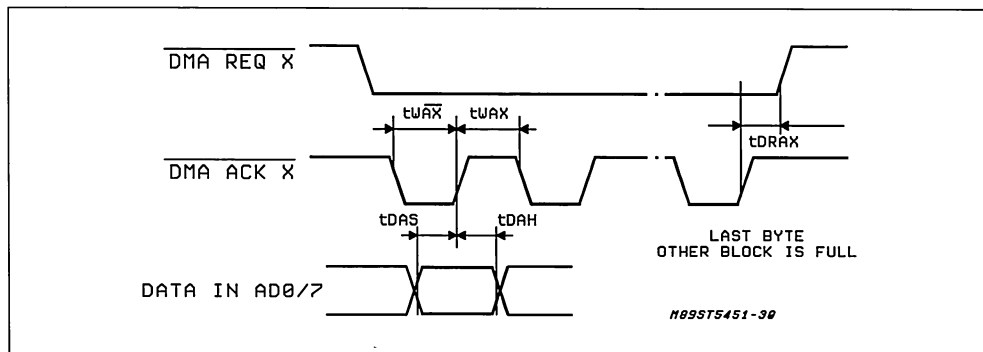 DMA REQ X
tWAX̅ tWAX
tDRAX
DMA ACK X
tDAS tDAH
LAST BYTE
OTHER BLOCK IS FULL
DATA IN AD0/7
M89ST5451-30